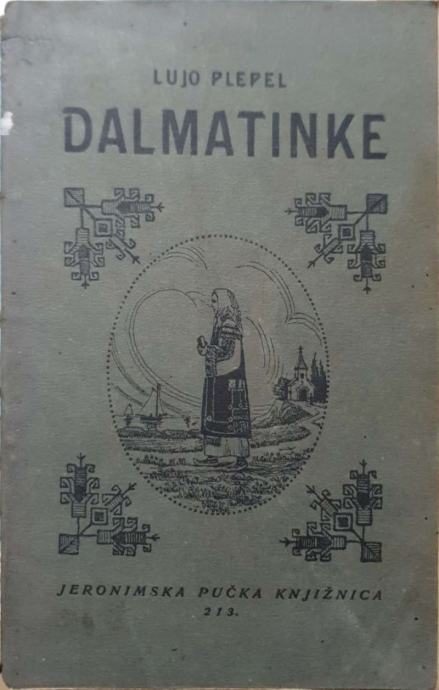 LUJO PLEPEL
DALMATINKE
JERONIMSKA PUČKA KNJIŽNICA
213.